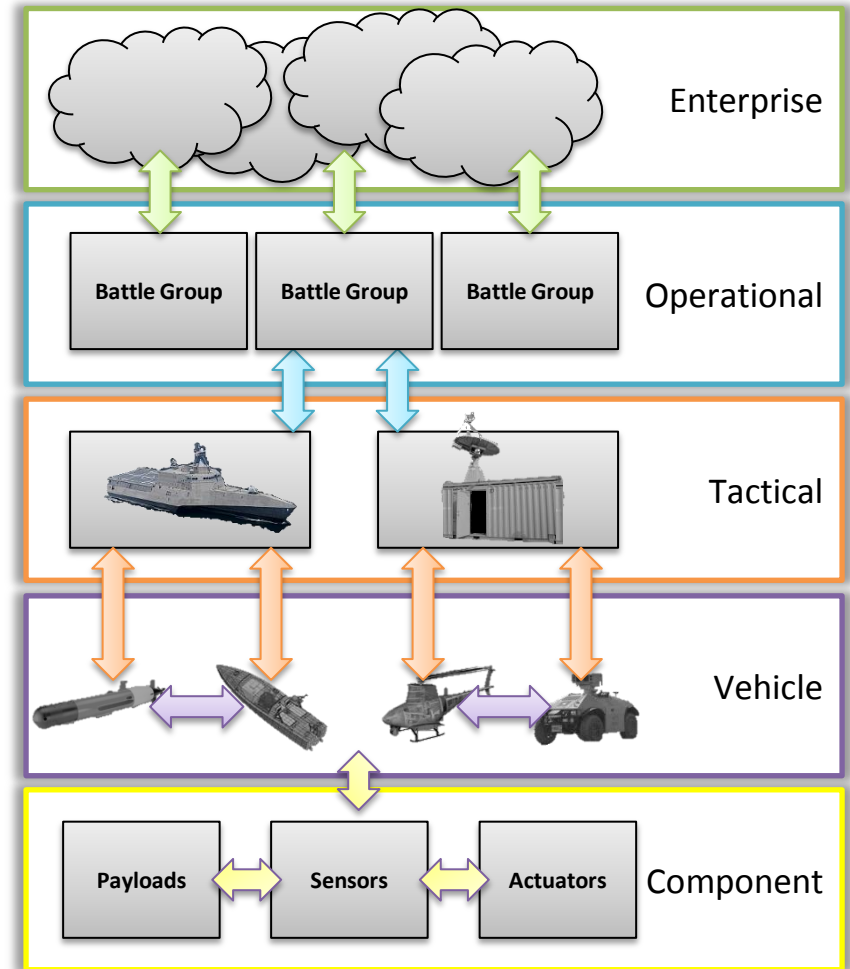 Enterprise
Battle Group
Battle Group
Battle Group
Operational
Tactical
Vehicle
Payloads
Sensors
Actuators
Component